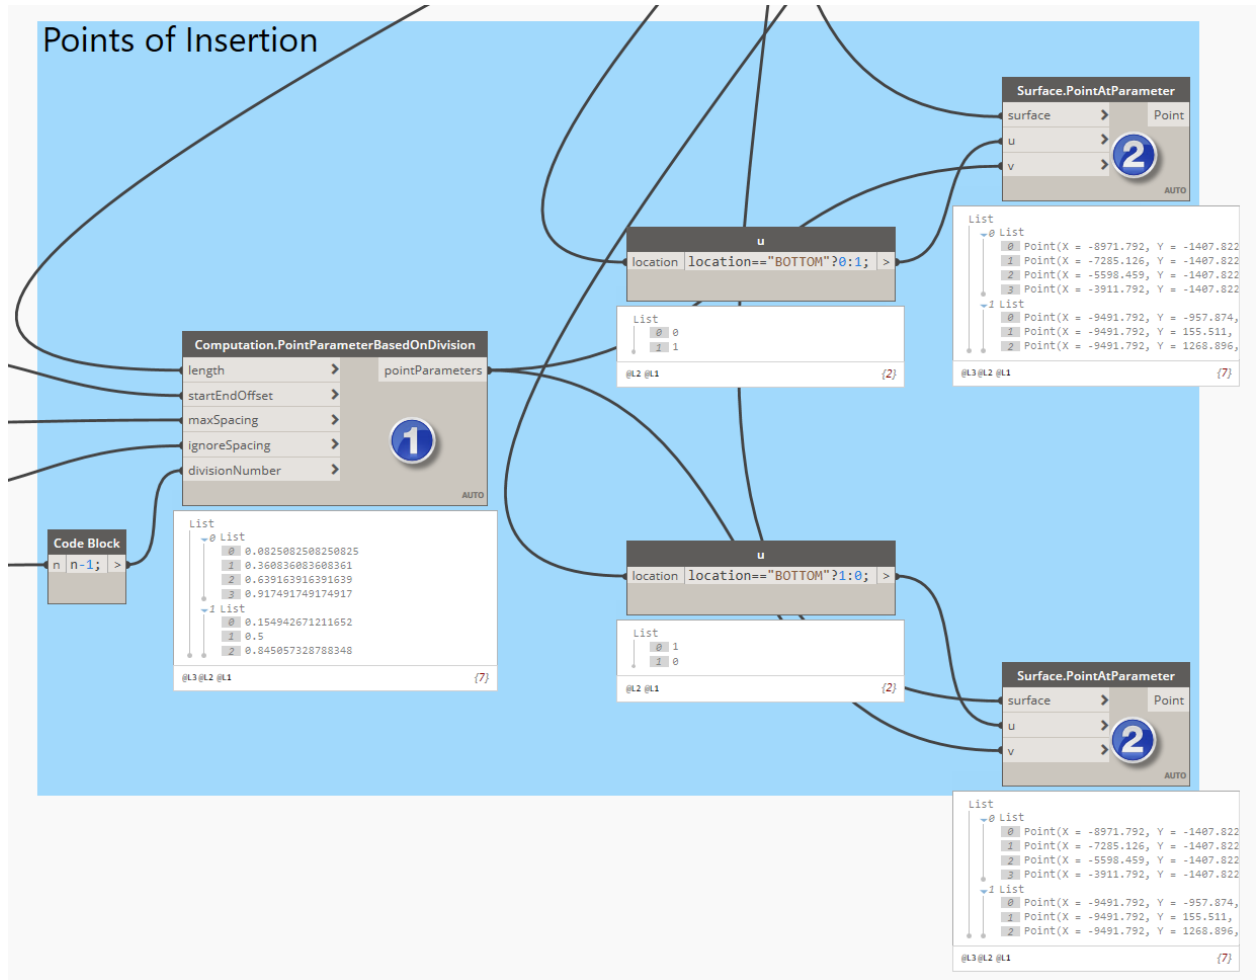 Points of Insertion
Surface.PointAtParameter
surface > Point
u >
2
v >
AUTO
List
0 List
0 Point(X = -8971.792, Y = -1407.822
1 Point(X = -7285.126, Y = -1407.822
2 Point(X = -5598.459, Y = -1407.822
3 Point(X = -3911.792, Y = -1407.822
1 List
0 Point(X = -9491.792, Y = -957.874,
1 Point(X = -9491.792, Y = 155.511,
2 Point(X = -9491.792, Y = 1268.896,
@L3 @L2 @L1 {7}
u
location location=="BOTTOM"?0:1; >
List
0 0
1 1
@L2 @L1 {2}
Computation.PointParameterBasedOnDivision
length > pointParameters
startEndOffset >
maxSpacing >
1
ignoreSpacing >
divisionNumber >
AUTO
List
0 List
0 0.0825082508250825
1 0.360836083608361
2 0.639163916391639
3 0.917491749174917
1 List
0 0.154942671211652
1 0.5
2 0.845057328788348
@L3 @L2 @L1 {7}
Code Block
n n-1; >
u
location location=="BOTTOM"?1:0; >
List
0 1
1 0
@L2 @L1 {2}
Surface.PointAtParameter
surface > Point
u >
2
v >
AUTO
List
0 List
0 Point(X = -8971.792, Y = -1407.822
1 Point(X = -7285.126, Y = -1407.822
2 Point(X = -5598.459, Y = -1407.822
3 Point(X = -3911.792, Y = -1407.822
1 List
0 Point(X = -9491.792, Y = -957.874,
1 Point(X = -9491.792, Y = 155.511,
2 Point(X = -9491.792, Y = 1268.896,
@L3 @L2 @L1 {7}